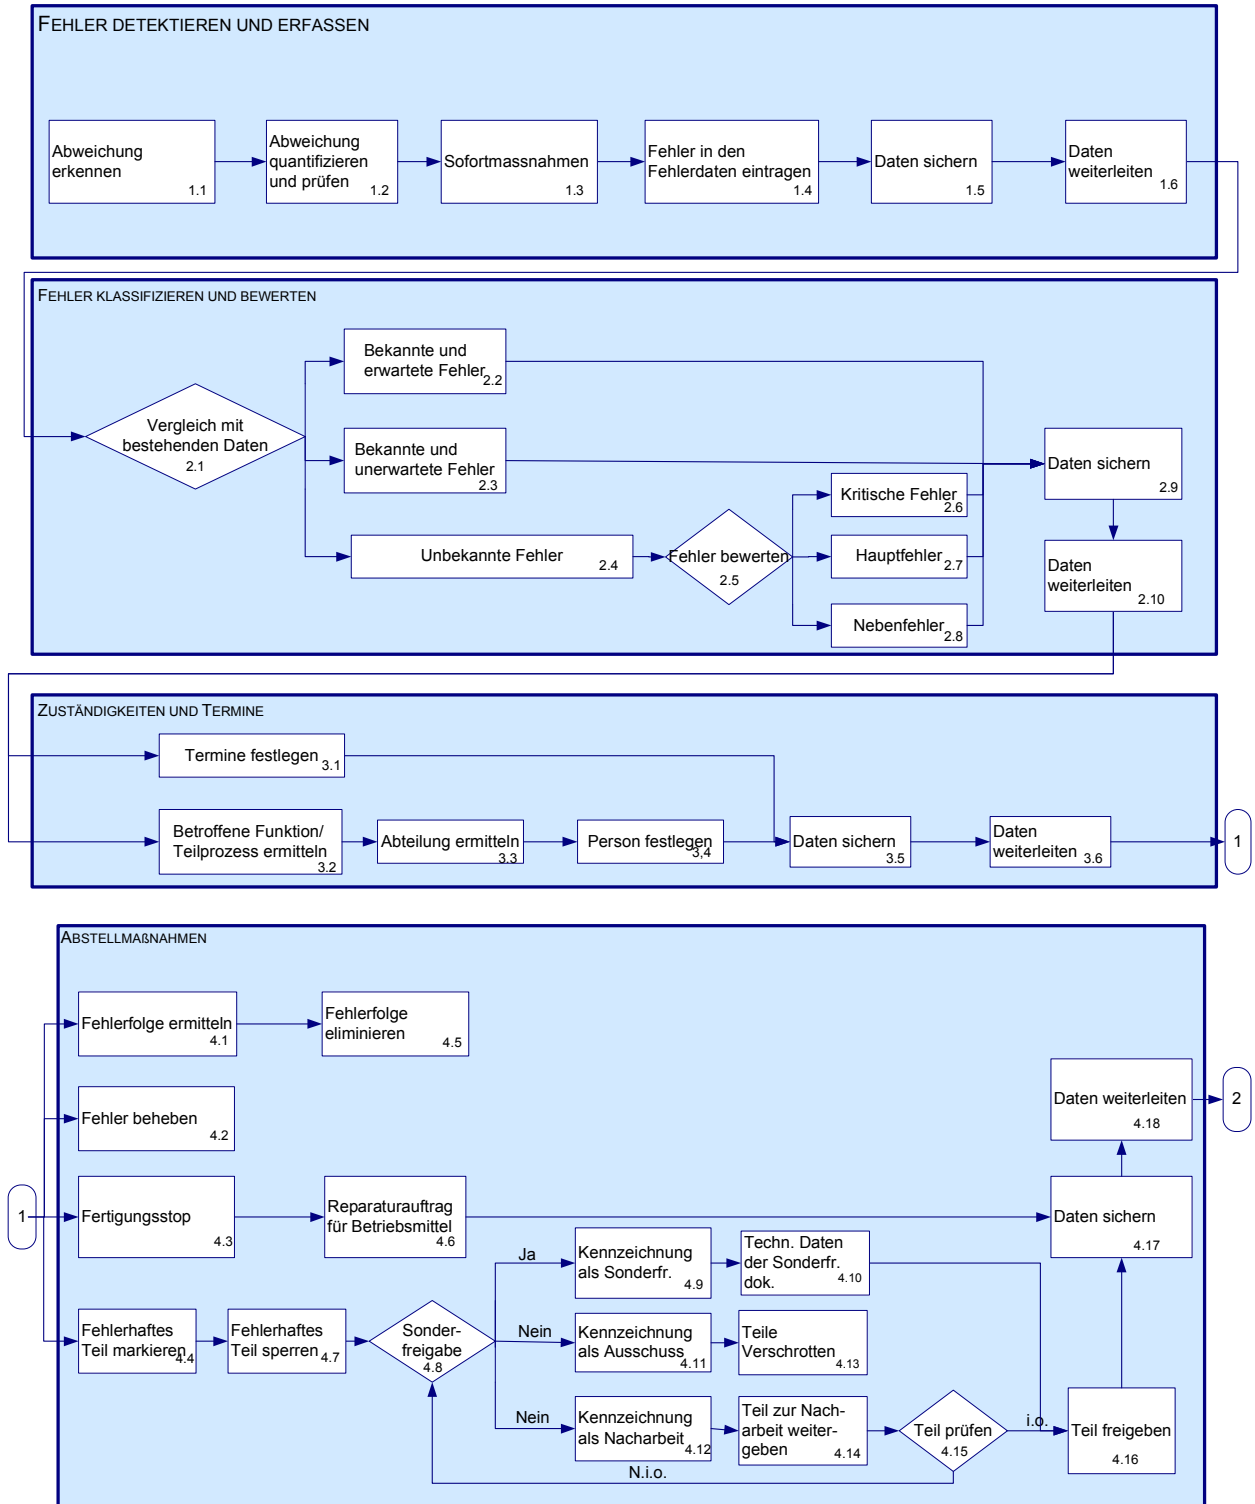 FEHLER DETEKTIEREN UND ERFASSEN
Abweichung
erkennen
1.1
Abweichung
quantifizieren
und prüfen
1.2
Sofortmassnahmen
1.3
Fehler in den
Fehlerdaten eintragen
1.4
Daten sichern
1.5
Daten
weiterleiten
1.6
FEHLER KLASSIFIZIEREN UND BEWERTEN
Vergleich mit
bestehenden Daten
2.1
Bekannte und
erwartete Fehler
2.2
Bekannte und
unerwartete Fehler
2.3
Unbekannte Fehler
2.4
Fehler bewerten
2.5
Kritische Fehler
2.6
Hauptfehler
2.7
Nebenfehler
2.8
Daten sichern
2.9
Daten
weiterleiten
2.10
ZUSTÄNDIGKEITEN UND TERMINE
Termine festlegen
3.1
Betroffene Funktion/
Teilprozess ermitteln
3.2
Abteilung ermitteln
3.3
Person festlegen
3,4
Daten sichern
3.5
Daten
weiterleiten
3.6
1
ABSTELLMAßNAHMEN
1
Fehlerfolge ermitteln
4.1
Fehlerfolge
eliminieren
4.5
Fehler beheben
4.2
Fertigungsstop
4.3
Reparaturauftrag
für Betriebsmittel
4.6
Fehlerhaftes
Teil markieren
4.4
Fehlerhaftes
Teil sperren
4.7
Sonder-
freigabe
4.8
Ja
Kennzeichnung
als Sonderfr.
4.9
Techn. Daten
der Sonderfr.
dok.
4.10
Nein
Kennzeichnung
als Ausschuss
4.11
Teile
Verschrotten
4.13
Nein
Kennzeichnung
als Nacharbeit
4.12
Teil zur Nach-
arbeit weiter-
geben
4.14
Teil prüfen
4.15
i.o.
N.i.o.
Teil freigeben
4.16
Daten sichern
4.17
Daten weiterleiten
4.18
2